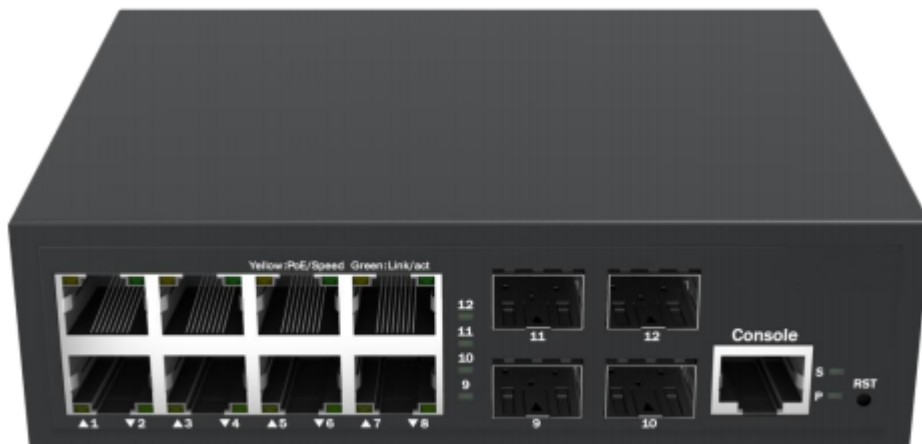 Yellow:PoE/Speed Green:Link/act
12
11
10
9
11
12
9
10
Console
S
P
RST
▲1 ▼2 ▲3 ▼4 ▲5 ▼6 ▲7 ▼8